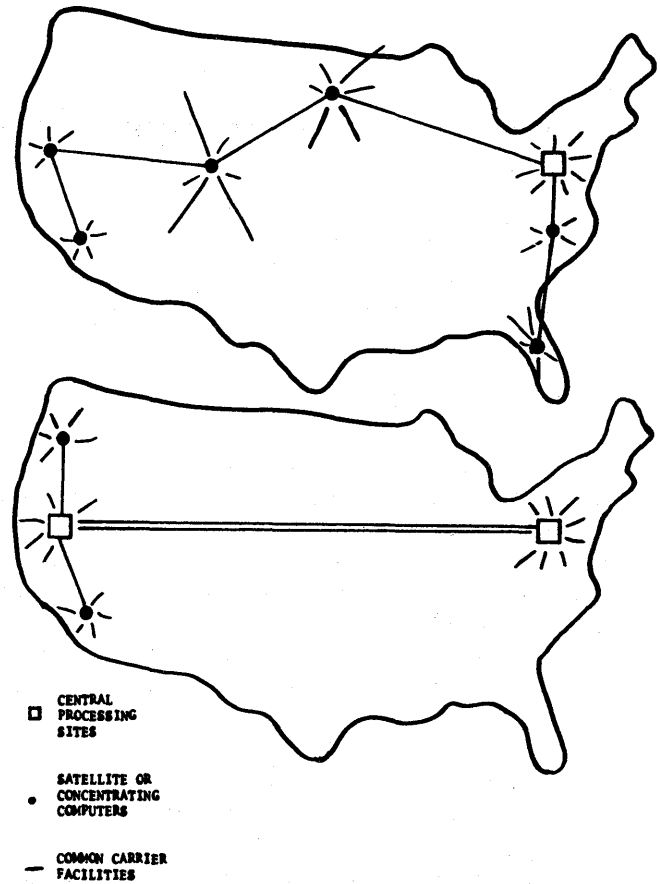 CENTRAL
PROCESSING
SITES
SATELLITE OR
CONCENTRATING
COMPUTERS
COMMON CARRIER
FACILITIES